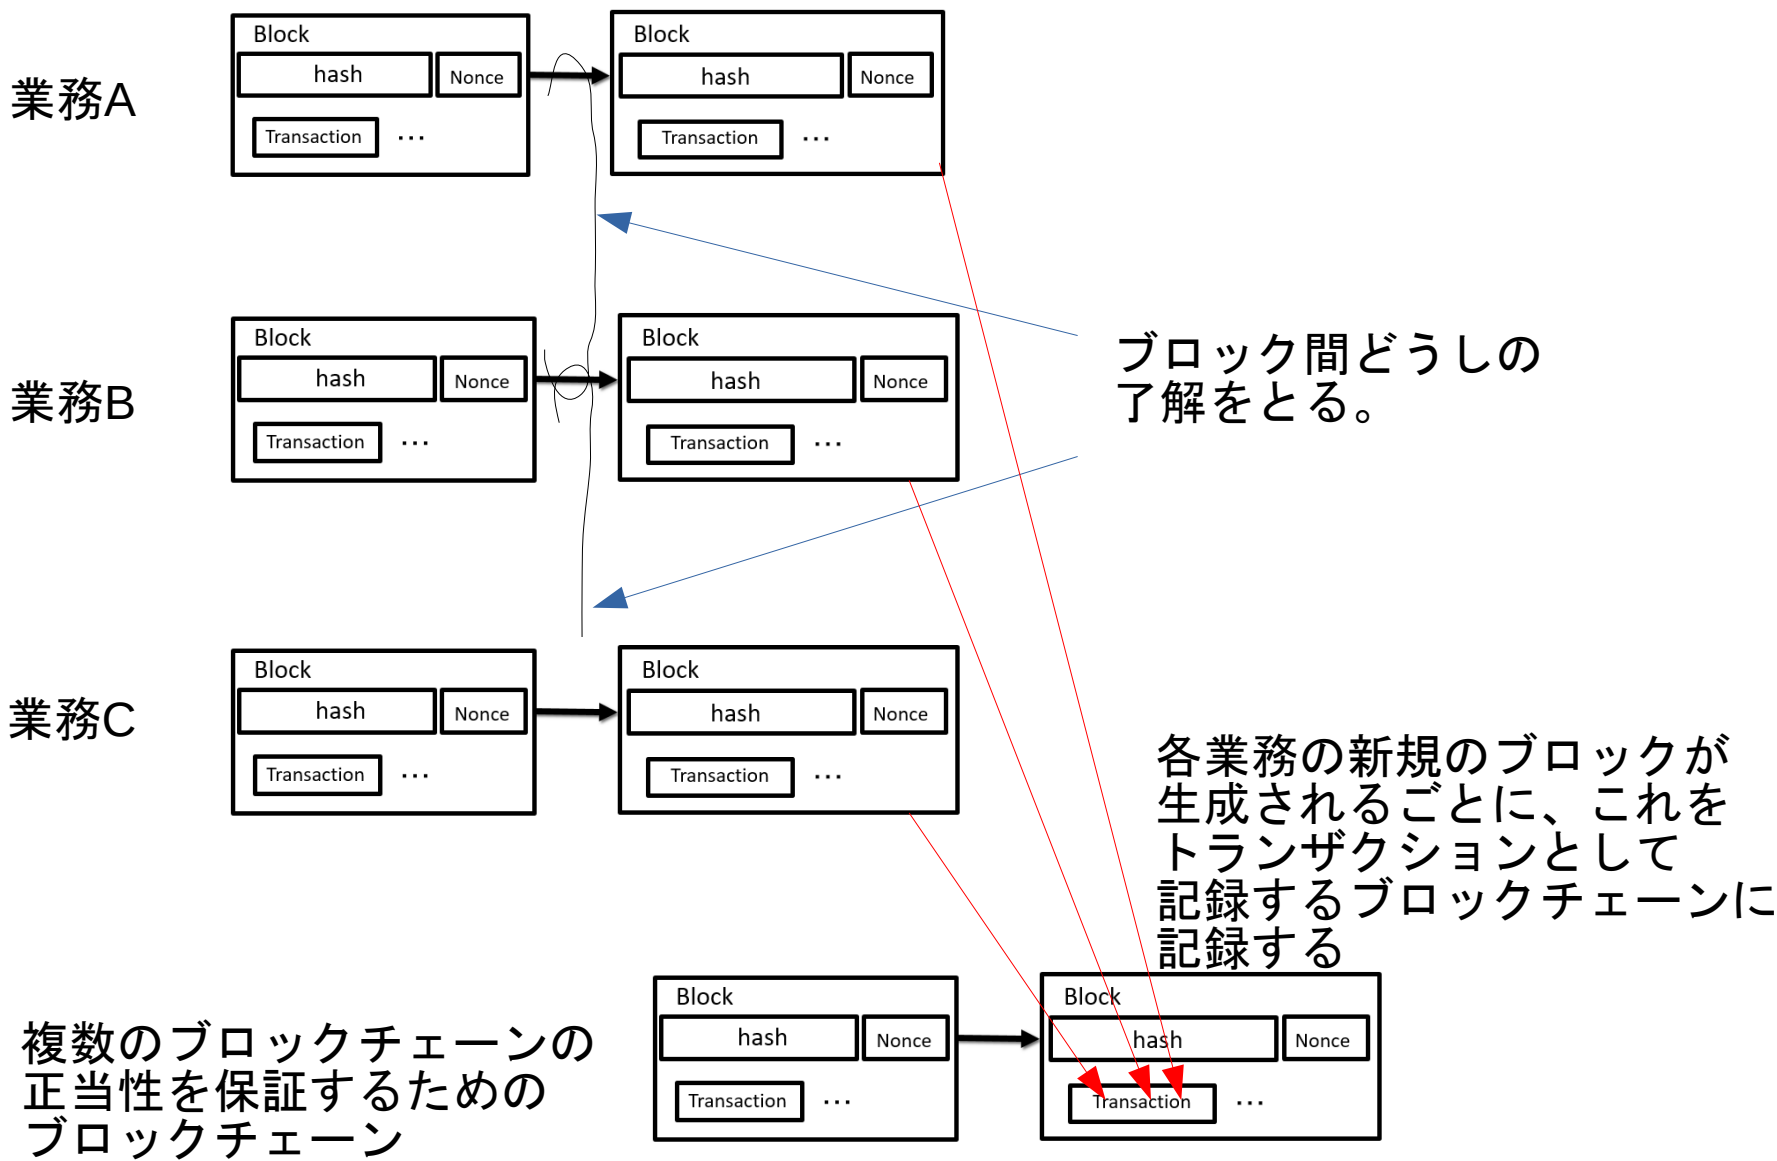 業務A
Block
hash
Nonce
Transaction
...
Block
hash
Nonce
Transaction
...
業務B
Block
hash
Nonce
Transaction
...
Block
hash
Nonce
Transaction
...
ブロック間どうしの
了解をとる。
業務C
Block
hash
Nonce
Transaction
...
Block
hash
Nonce
Transaction
...
各業務の新規のブロックが
生成されるごとに、これを
トランザクションとして
記録するブロックチェーンに
記録する
複数のブロックチェーンの
正当性を保証するための
ブロックチェーン
Block
hash
Nonce
Transaction
...
Block
hash
Nonce
Transaction
...